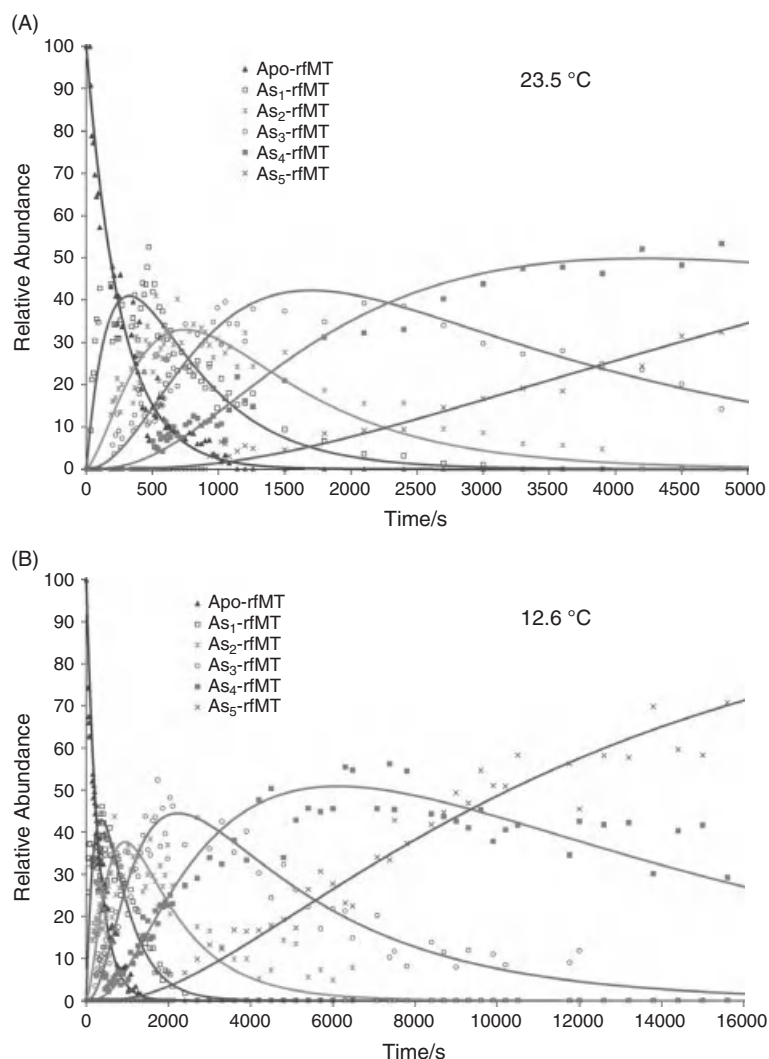 (A)
100
90
80
70
60
50
40
30
20
10
0
Relative Abundance
Apo-rfMT
As₁-rfMT
As₂-rfMT
As₃-rfMT
As₄-rfMT
As₅-rfMT
23.5 °C
0 500 1000 1500 2000 2500 3000 3500 4000 4500 5000
Time/s
(B)
100
90
80
70
60
50
40
30
20
10
0
Relative Abundance
Apo-rfMT
As₁-rfMT
As₂-rfMT
As₃-rfMT
As₄-rfMT
As₅-rfMT
12.6 °C
0 2000 4000 6000 8000 10000 12000 14000 16000
Time/s